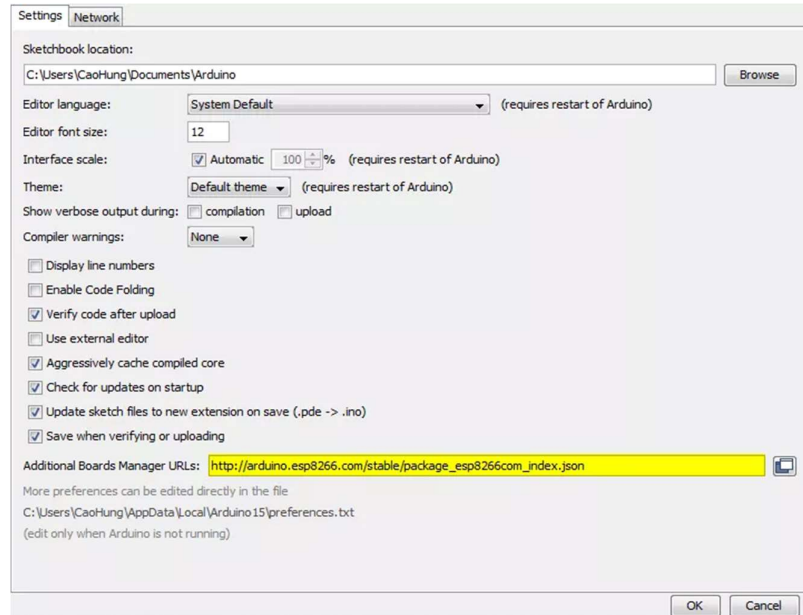 Settings Network
Sketchbook location:
C:\Users\CaoHung\Documents\Arduino Browse
Editor language: System Default (requires restart of Arduino)
Editor font size: 12
Interface scale: Automatic 100 % (requires restart of Arduino)
Theme: Default theme (requires restart of Arduino)
Show verbose output during: compilation upload
Compiler warnings: None
Display line numbers
Enable Code Folding
Verify code after upload
Use external editor
Aggressively cache compiled core
Check for updates on startup
Update sketch files to new extension on save (.pde -> .ino)
Save when verifying or uploading
Additional Boards Manager URLs: http://arduino.esp8266.com/stable/package_esp8266com_index.json
More preferences can be edited directly in the file
C:\Users\CaoHung\AppData\Local\Arduino15\preferences.txt
(edit only when Arduino is not running)
OK Cancel